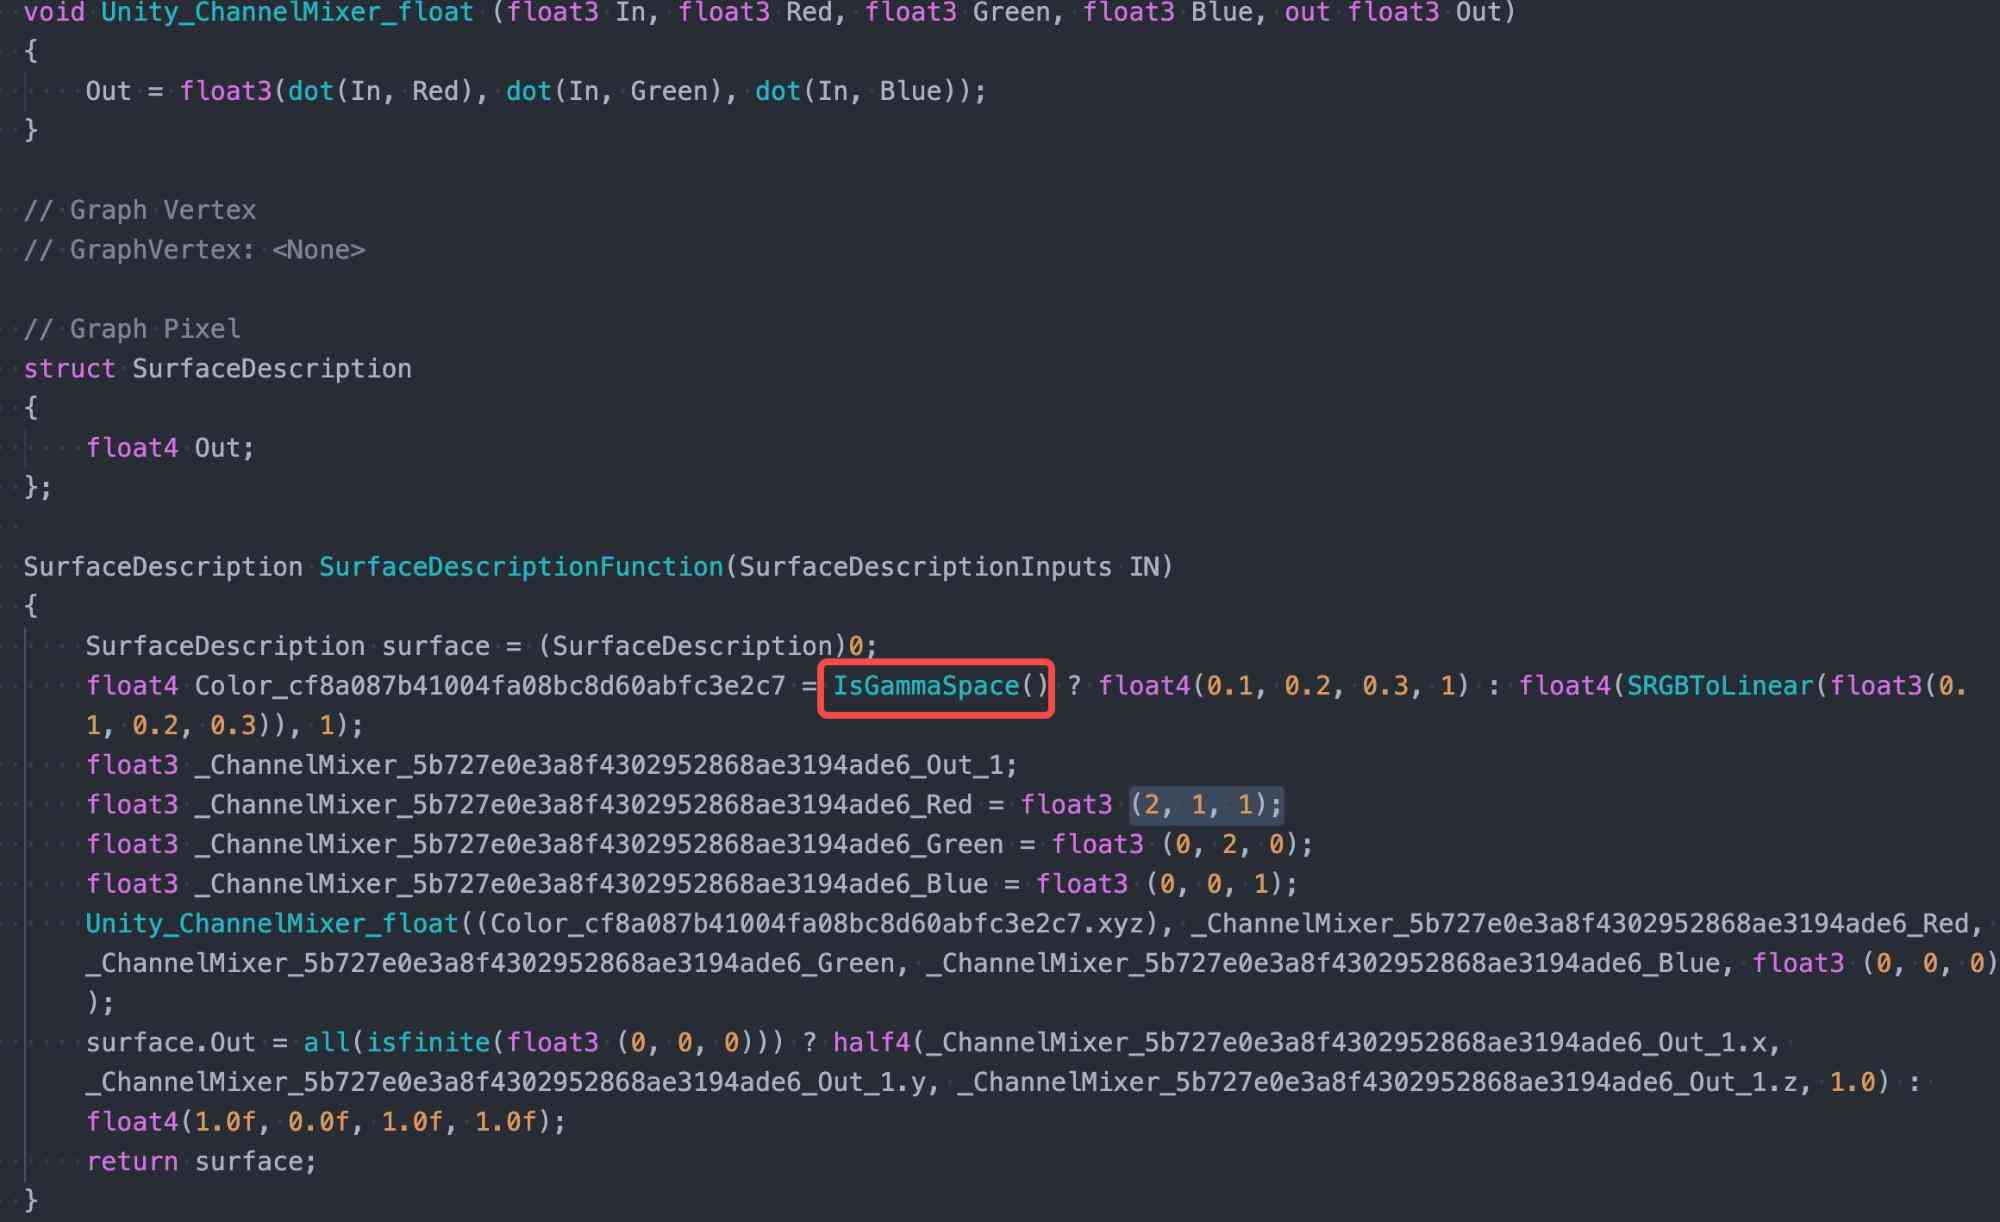 void Unity_ChannelMixer_float (float3 In, float3 Red, float3 Green, float3 Blue, out float3 Out)
{
Out = float3(dot(In, Red), dot(In, Green), dot(In, Blue));
}
// Graph Vertex
// GraphVertex: <None>
// Graph Pixel
struct SurfaceDescription
{
float4 Out;
};
SurfaceDescription SurfaceDescriptionFunction(SurfaceDescriptionInputs IN)
{
SurfaceDescription surface = (SurfaceDescription)0;
float4 Color_cf8a087b41004fa08bc8d60abfc3e2c7 = IsGammaSpace() ? float4(0.1, 0.2, 0.3, 1) : float4(SRGBToLinear(float3(0.
1, 0.2, 0.3)), 1);
float3 _ChannelMixer_5b727e0e3a8f4302952868ae3194ade6_Out_1;
float3 _ChannelMixer_5b727e0e3a8f4302952868ae3194ade6_Red = float3 (2, 1, 1);
float3 _ChannelMixer_5b727e0e3a8f4302952868ae3194ade6_Green = float3 (0, 2, 0);
float3 _ChannelMixer_5b727e0e3a8f4302952868ae3194ade6_Blue = float3 (0, 0, 1);
Unity_ChannelMixer_float((Color_cf8a087b41004fa08bc8d60abfc3e2c7.xyz), _ChannelMixer_5b727e0e3a8f4302952868ae3194ade6_Red,
_ChannelMixer_5b727e0e3a8f4302952868ae3194ade6_Green, _ChannelMixer_5b727e0e3a8f4302952868ae3194ade6_Blue, float3 (0, 0, 0)
);
surface.Out = all(isfinite(float3 (0, 0, 0))) ? half4(_ChannelMixer_5b727e0e3a8f4302952868ae3194ade6_Out_1.x,
_ChannelMixer_5b727e0e3a8f4302952868ae3194ade6_Out_1.y, _ChannelMixer_5b727e0e3a8f4302952868ae3194ade6_Out_1.z, 1.0) :
float4(1.0f, 0.0f, 1.0f, 1.0f);
return surface;
}